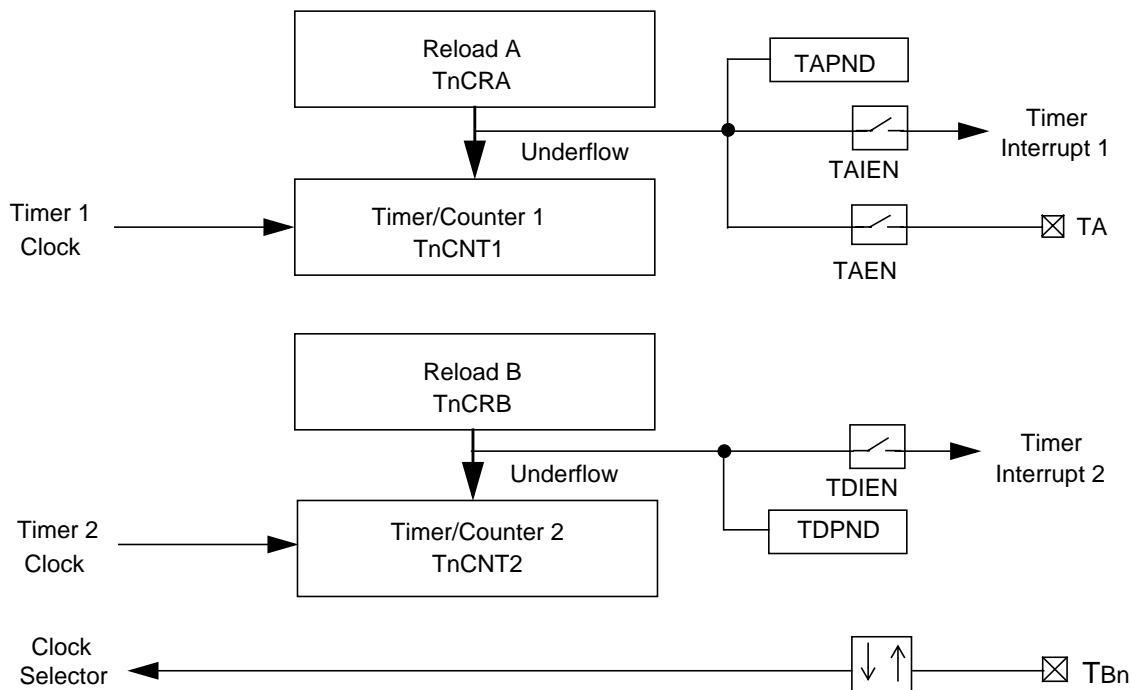 Reload A
TnCRA
TAPND
Timer
Interrupt 1
Underflow
TAIEN
Timer 1
Clock
Timer/Counter 1
TnCNT1
TA
TAEN
Reload B
TnCRB
Timer
Interrupt 2
Underflow
TDIEN
Timer 2
Clock
Timer/Counter 2
TnCNT2
TDPND
Clock
Selector
TBn